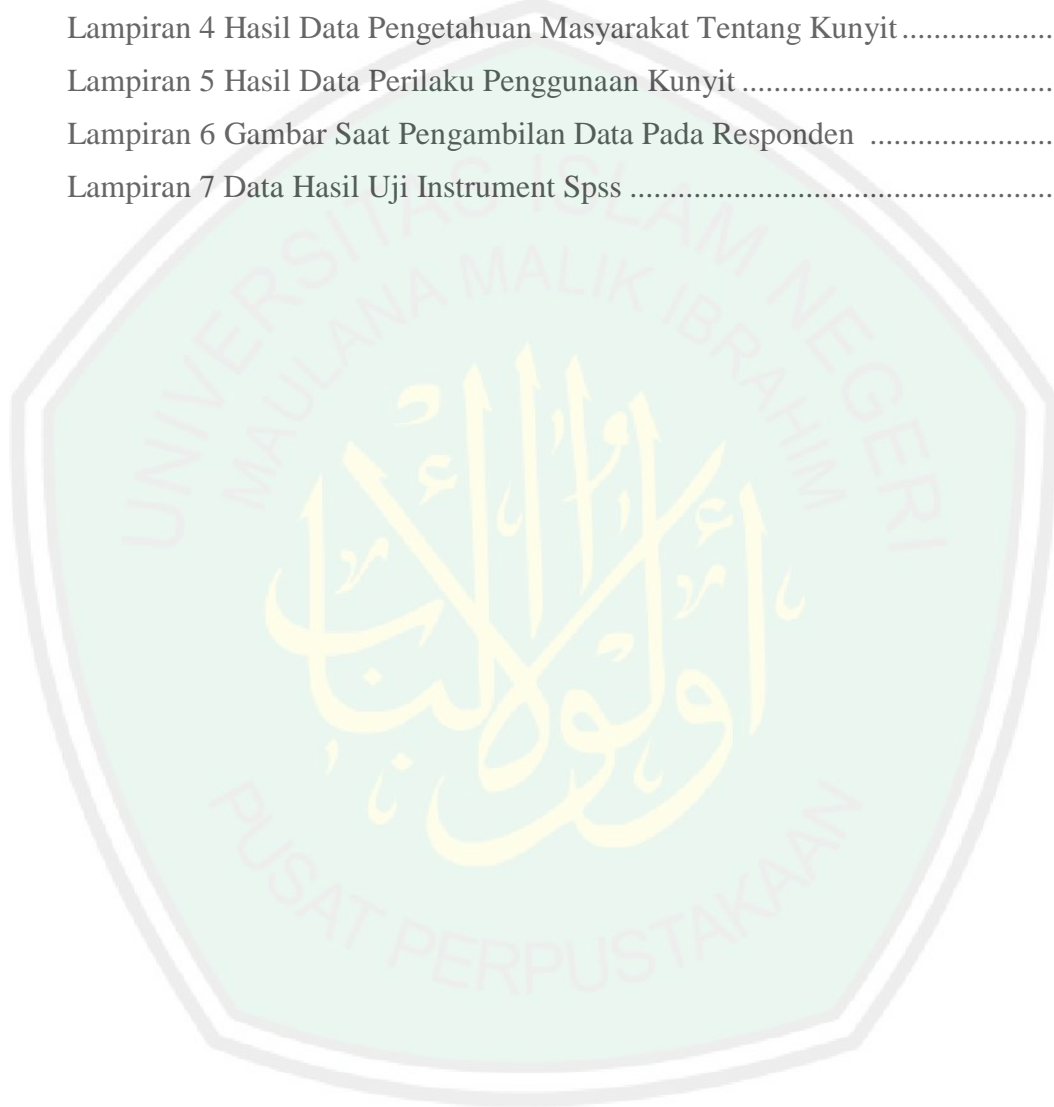 Lampiran 4 Hasil Data Pengetahuan Masyarakat Tentang Kunyit...................
Lampiran 5 Hasil Data Perilaku Penggunaan Kunyit.......................................
Lampiran 6 Gambar Saat Pengambilan Data Pada Responden .......................
Lampiran 7 Data Hasil Uji Instrument Spss.....................................................
UNIVERSITAS ISLAM NEGERI
MAULANA MALIK IBRAHIM
أولوا الألباب
PUSAT PERPUSTAKAAN